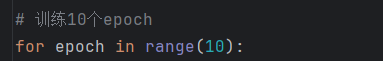 # 训练10个epoch
for epoch in range(10):